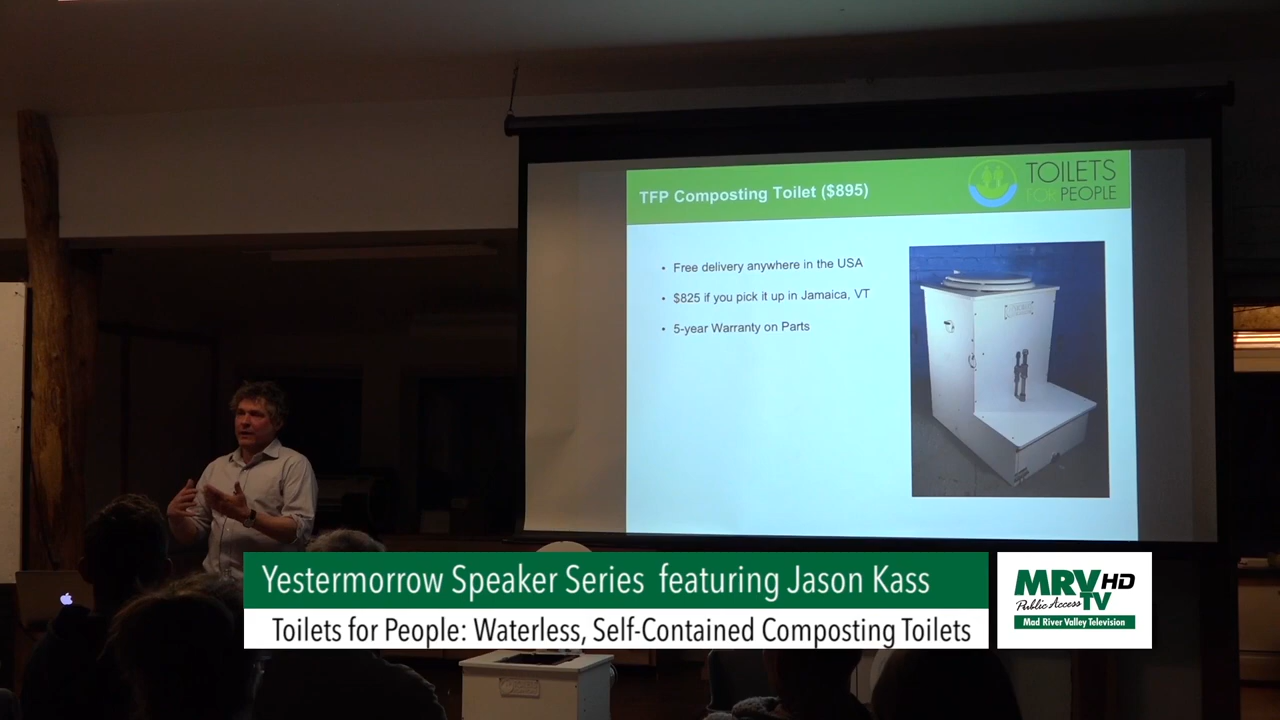 TFP Composting Toilet ($895)
TOILETS
FOR PEOPLE
• Free delivery anywhere in the USA
• $825 if you pick it up in Jamaica, VT
• 5-year Warranty on Parts
Yestermorrow Speaker Series featuring Jason Kass
Toilets for People: Waterless, Self-Contained Composting Toilets
MRV HD
Public Access TV
Mad River Valley Television